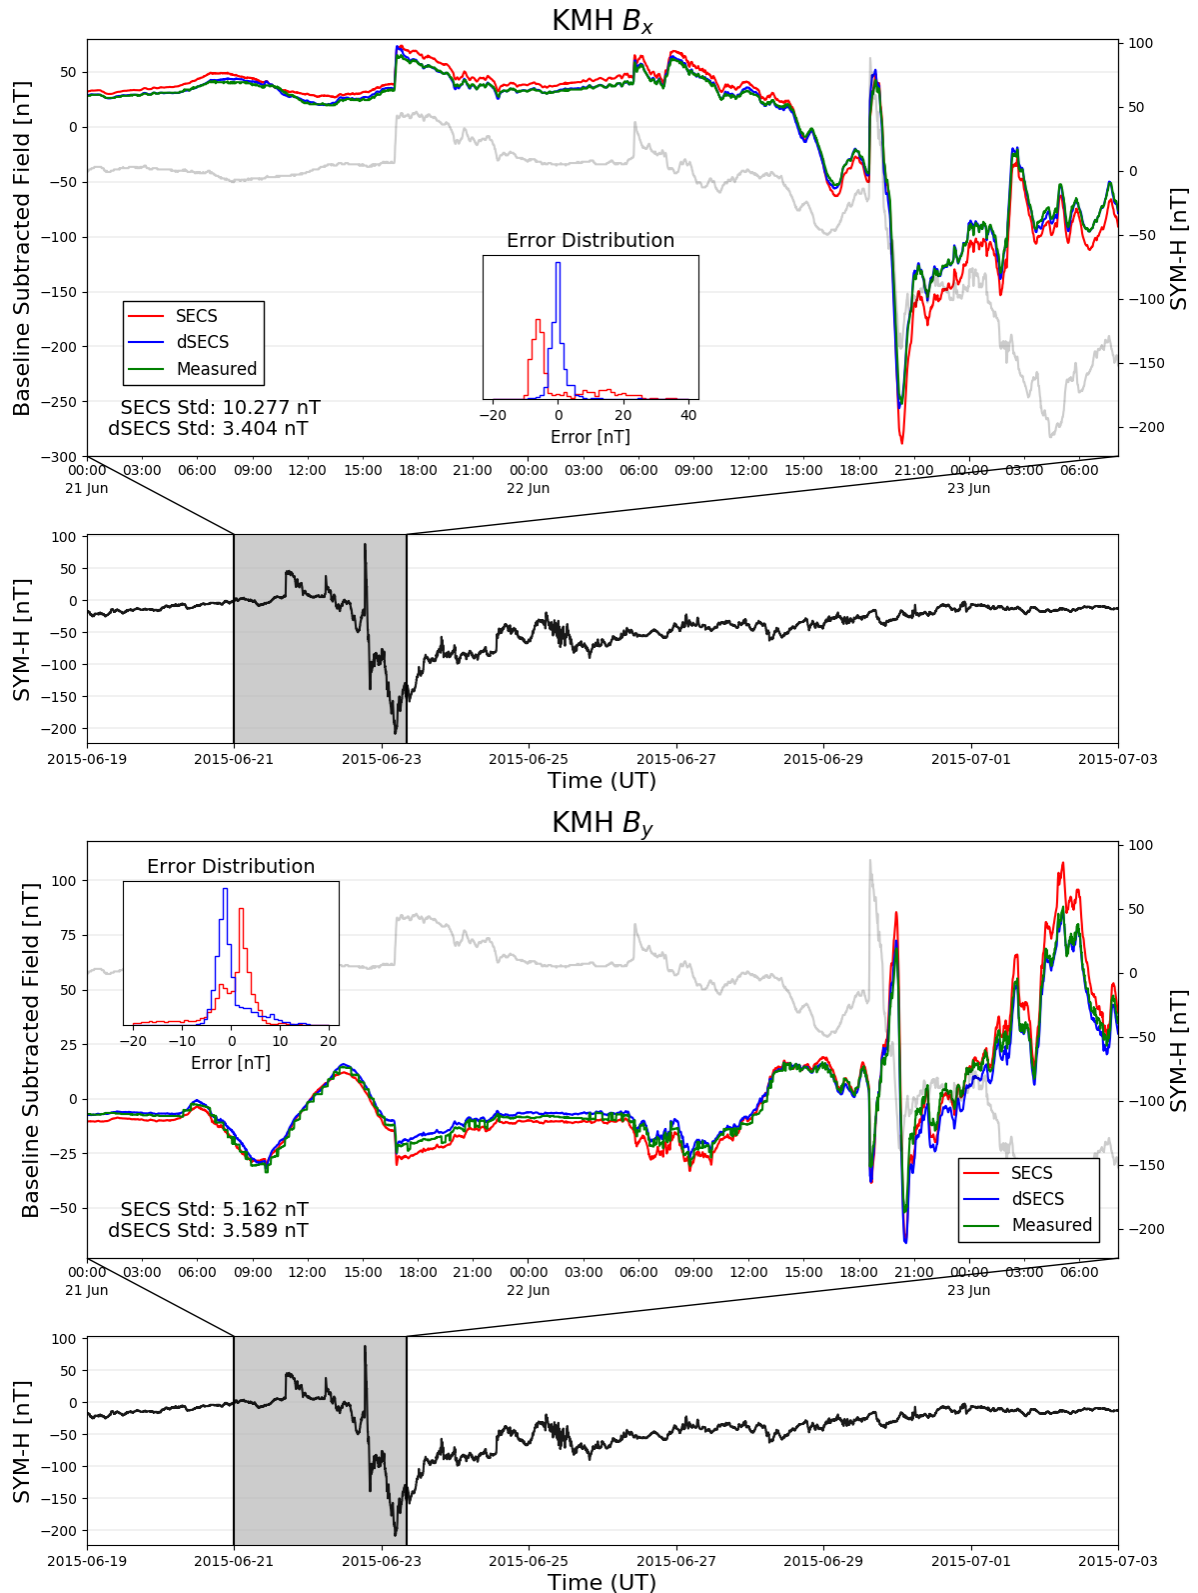 KMH Bx
Baseline Subtracted Field [nT]
50
0
−50
−100
−150
−200
−250
−300
100
50
0
−50
−100
−150
−200
SYM-H [nT]
Error Distribution
−20 0 20 40
Error [nT]
SECS
dSECS
Measured
SECS Std: 10.277 nT
dSECS Std: 3.404 nT
00:00 03:00 06:00 09:00 12:00 15:00 18:00 21:00 00:00 03:00 06:00 09:00 12:00 15:00 18:00 21:00 00:00 03:00 06:00
21 Jun 22 Jun 23 Jun
SYM-H [nT]
100
50
0
−50
−100
−150
−200
2015-06-19 2015-06-21 2015-06-23 2015-06-25 2015-06-27 2015-06-29 2015-07-01 2015-07-03
Time (UT)
KMH By
Baseline Subtracted Field [nT]
100
75
50
25
0
−25
−50
100
50
0
−50
−100
−150
−200
SYM-H [nT]
Error Distribution
−20 −10 0 10 20
Error [nT]
SECS
dSECS
Measured
SECS Std: 5.162 nT
dSECS Std: 3.589 nT
00:00 03:00 06:00 09:00 12:00 15:00 18:00 21:00 00:00 03:00 06:00 09:00 12:00 15:00 18:00 21:00 00:00 03:00 06:00
21 Jun 22 Jun 23 Jun
SYM-H [nT]
100
50
0
−50
−100
−150
−200
2015-06-19 2015-06-21 2015-06-23 2015-06-25 2015-06-27 2015-06-29 2015-07-01 2015-07-03
Time (UT)